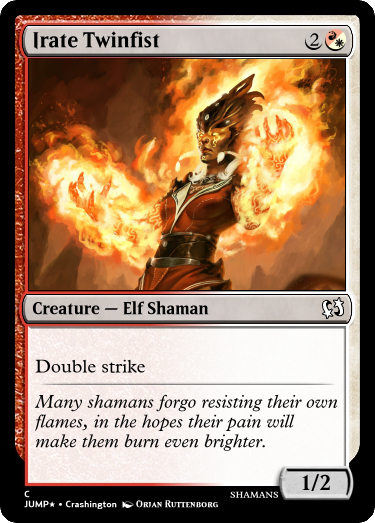 Irate Twinfist 2
Creature — Elf Shaman
Double strike
Many shamans forgo resisting their own
flames, in the hopes their pain will
make them burn even brighter.
1/2
C SHAMANS
JUMP★ • Crashington Orjan Ruttenborg